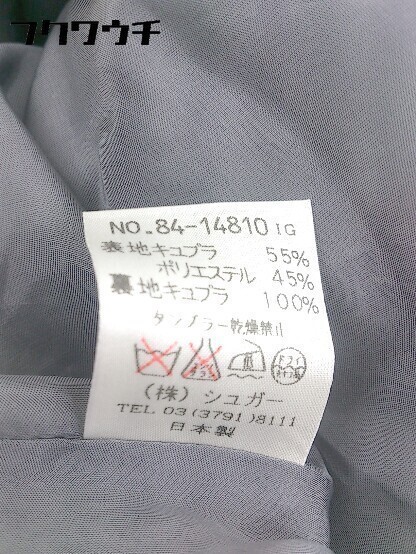 フクワウチ
NO.84-14810 IG
表地キュプラ 55%
ポリエステル 45%
裏地キュプラ 100%
タンブラー乾燥禁止
(株) シュガー
TEL 03(3791)8111
日本製